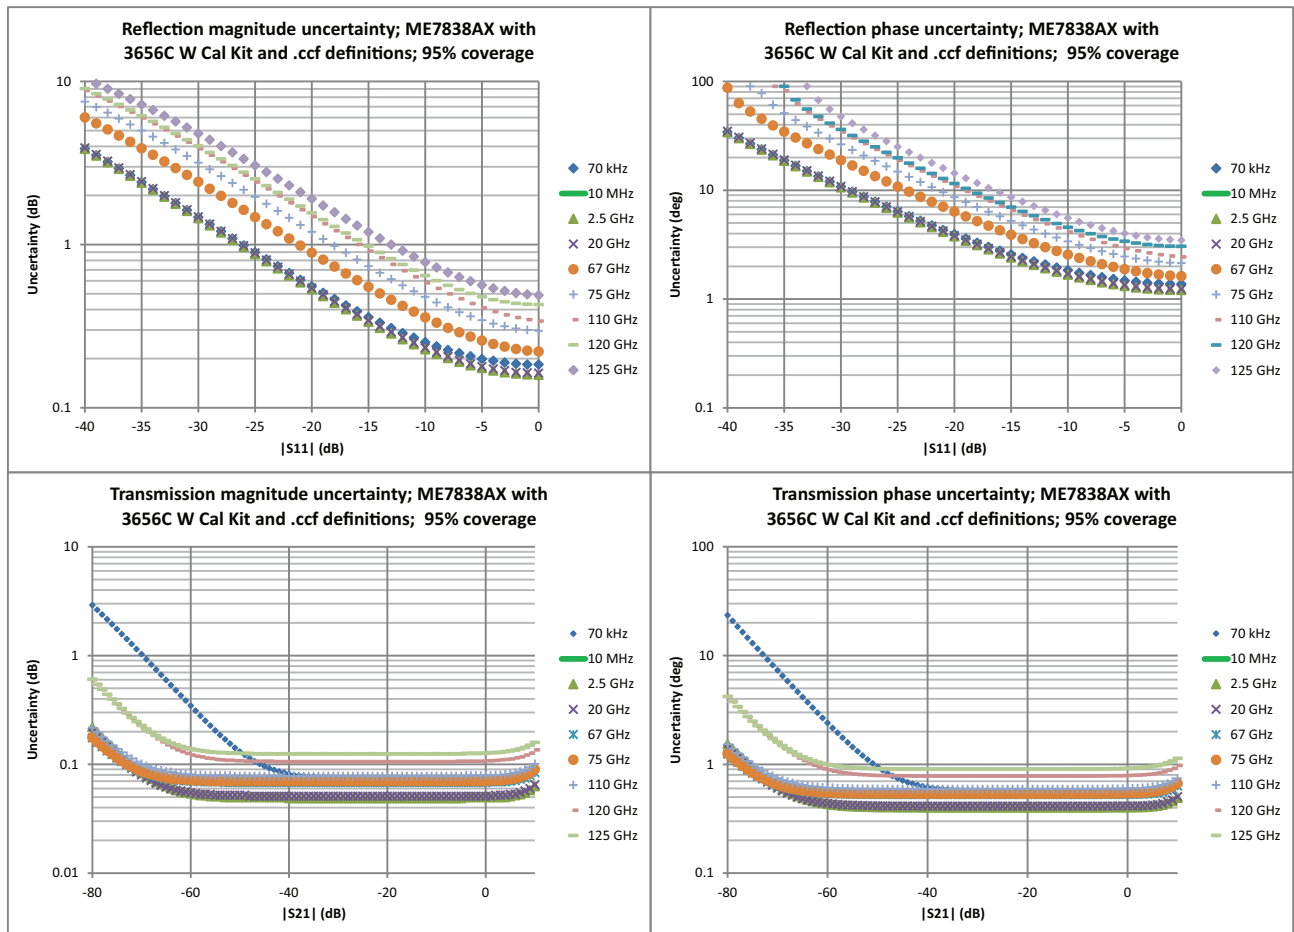 Reflection magnitude uncertainty; ME7838AX with
3656C W Cal Kit and .ccf definitions; 95% coverage
10
1
0.1
Uncertainty (dB)
-40 -35 -30 -25 -20 -15 -10 -5 0
|S11| (dB)
70 kHz
10 MHz
2.5 GHz
20 GHz
67 GHz
75 GHz
110 GHz
120 GHz
125 GHz
Reflection phase uncertainty; ME7838AX with
3656C W Cal Kit and .ccf definitions; 95% coverage
100
10
1
0.1
Uncertainty (deg)
-40 -35 -30 -25 -20 -15 -10 -5 0
|S11| (dB)
70 kHz
10 MHz
2.5 GHz
20 GHz
67 GHz
75 GHz
110 GHz
120 GHz
125 GHz
Transmission magnitude uncertainty; ME7838AX with
3656C W Cal Kit and .ccf definitions; 95% coverage
10
1
0.1
0.01
Uncertainty (dB)
-80 -60 -40 -20 0
|S21| (dB)
70 kHz
10 MHz
2.5 GHz
20 GHz
67 GHz
75 GHz
110 GHz
120 GHz
125 GHz
Transmission phase uncertainty; ME7838AX with
3656C W Cal Kit and .ccf definitions; 95% coverage
100
10
1
0.1
Uncertainty (deg)
-80 -60 -40 -20 0
|S21| (dB)
70 kHz
10 MHz
2.5 GHz
20 GHz
67 GHz
75 GHz
110 GHz
120 GHz
125 GHz